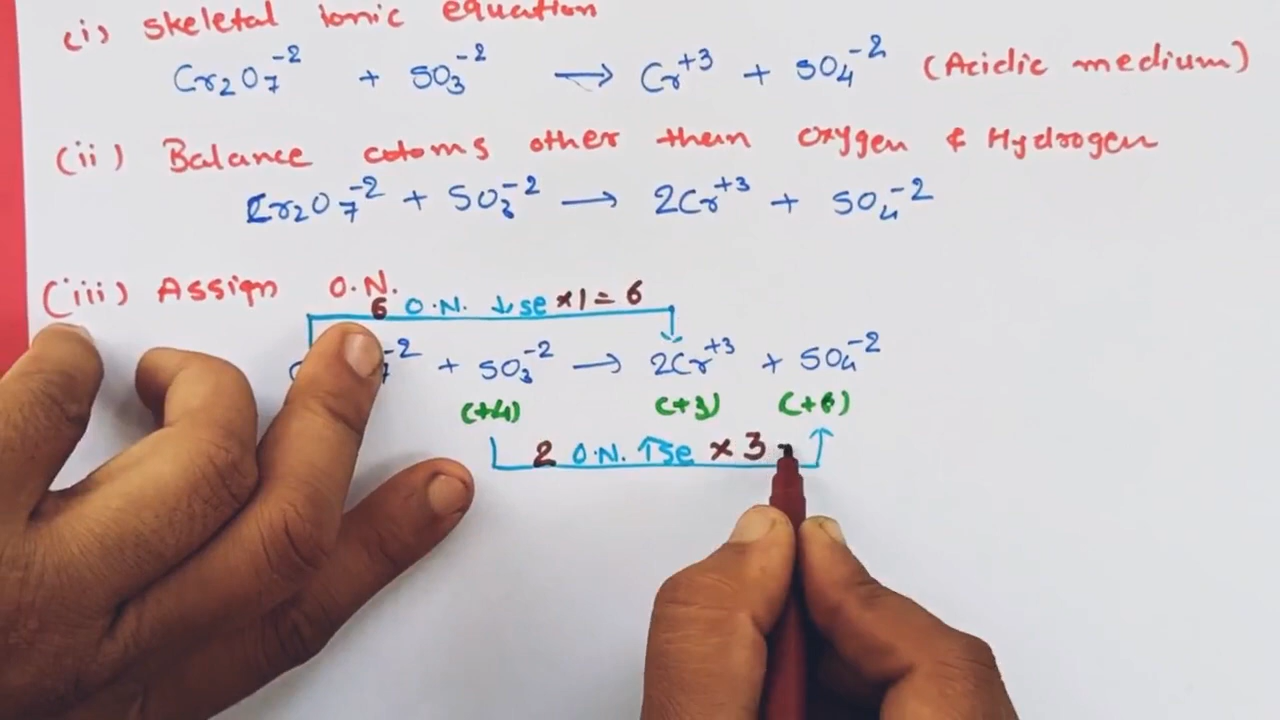 (i) Skeletal ionic equation
Cr₂O₇⁻² + SO₃⁻² → Cr⁺³ + SO₄⁻² (Acidic medium)
(ii) Balance atoms other than oxygen & Hydrogen
Cr₂O₇⁻² + SO₃⁻² → 2Cr⁺³ + SO₄⁻²
(iii) Assign O.N.
6 O.N. ↓se ×1 = 6
₇⁻² + SO₃⁻² → 2Cr⁺³ + SO₄⁻²
(+4) (+3) (+6)
2 O.N. ↑se × 3